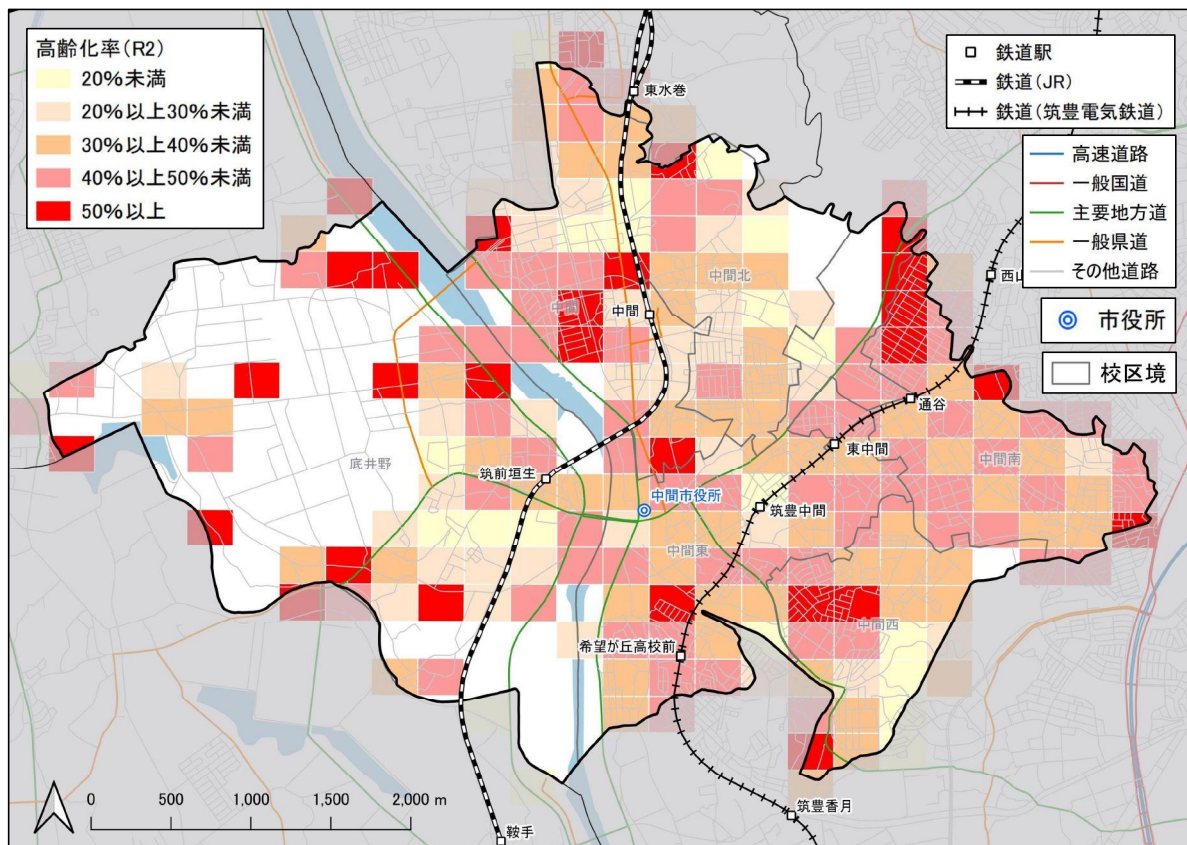 高齢化率(R2)
20%未満
20%以上30%未満
30%以上40%未満
40%以上50%未満
50%以上
鉄道駅
鉄道(JR)
鉄道(筑豊電気鉄道)
高速道路
一般国道
主要地方道
一般県道
その他道路
市役所
校区境
東水巻
中間北
西山
中間
中間
通谷
東中間
中間南
底井野
筑前垣生
中間市役所
筑豊中間
中間東
中間西
希望が丘高校前
筑豊香月
鞍手
0 500 1,000 1,500 2,000 m